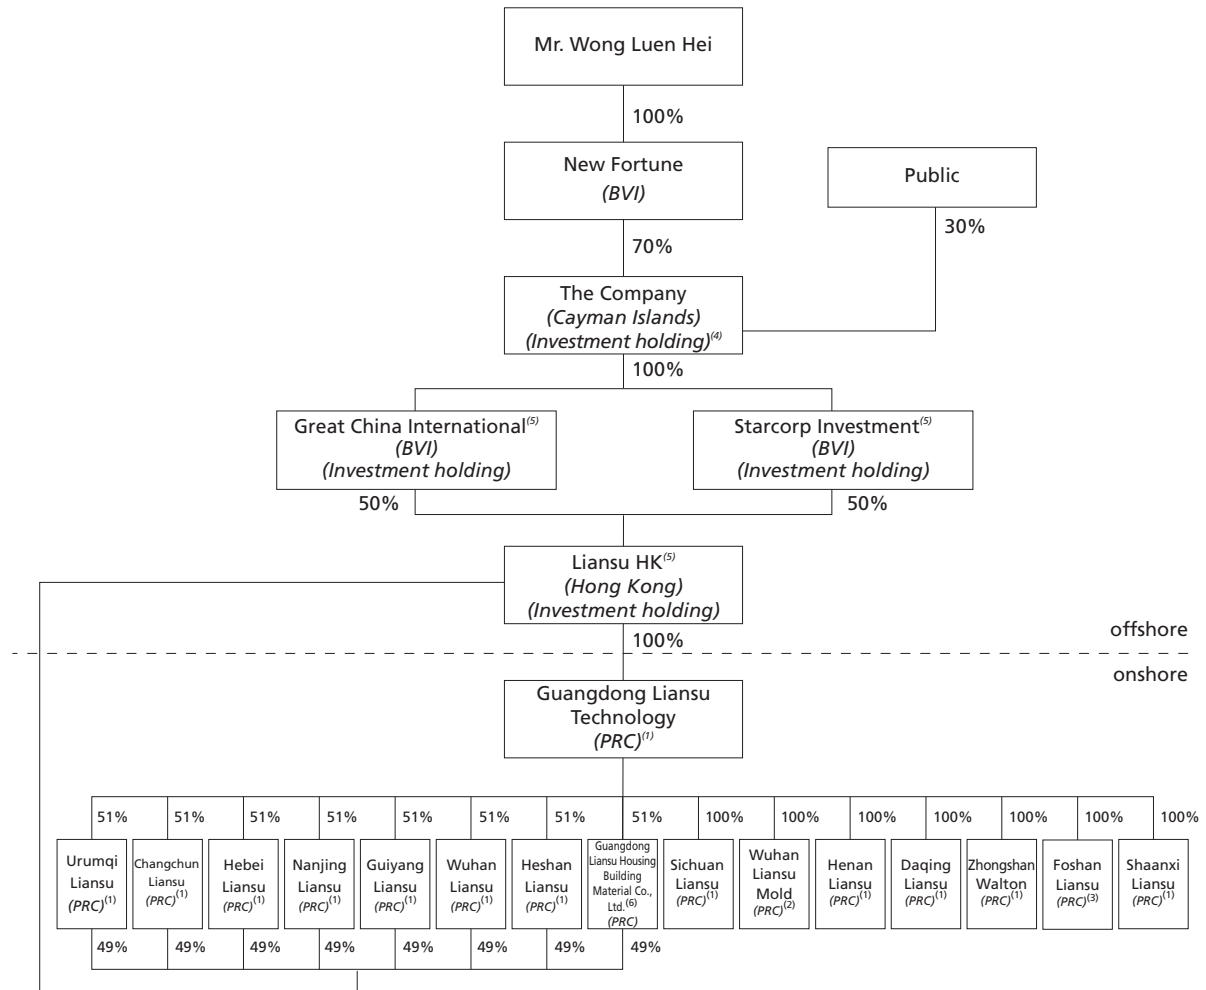 Mr. Wong Luen Hei
100%
New Fortune
(BVI)
Public
30%
70%
The Company
(Cayman Islands)
(Investment holding)(4)
100%
Great China International(5)
(BVI)
(Investment holding)
Starcorp Investment(5)
(BVI)
(Investment holding)
50%
50%
Liansu HK(5)
(Hong Kong)
(Investment holding)
100%
offshore
onshore
Guangdong Liansu
Technology
(PRC)(1)
51%
51%
51%
51%
51%
51%
51%
51%
100%
100%
100%
100%
100%
100%
100%
Urumqi
Liansu
(PRC)(1)
Changchun
Liansu
(PRC)(1)
Hebei
Liansu
(PRC)(1)
Nanjing
Liansu
(PRC)(1)
Guiyang
Liansu
(PRC)(1)
Wuhan
Liansu
(PRC)(1)
Heshan
Liansu
(PRC)(1)
Guangdong
Liansu Housing
Building
Material Co.,
Ltd.(6)
(PRC)
Sichuan
Liansu
(PRC)(1)
Wuhan
Liansu
Mold
(PRC)(2)
Henan
Liansu
(PRC)(1)
Daqing
Liansu
(PRC)(1)
Zhongshan
Walton
(PRC)(1)
Foshan
Liansu
(PRC)(3)
Shaanxi
Liansu
(PRC)(1)
49%
49%
49%
49%
49%
49%
49%
49%